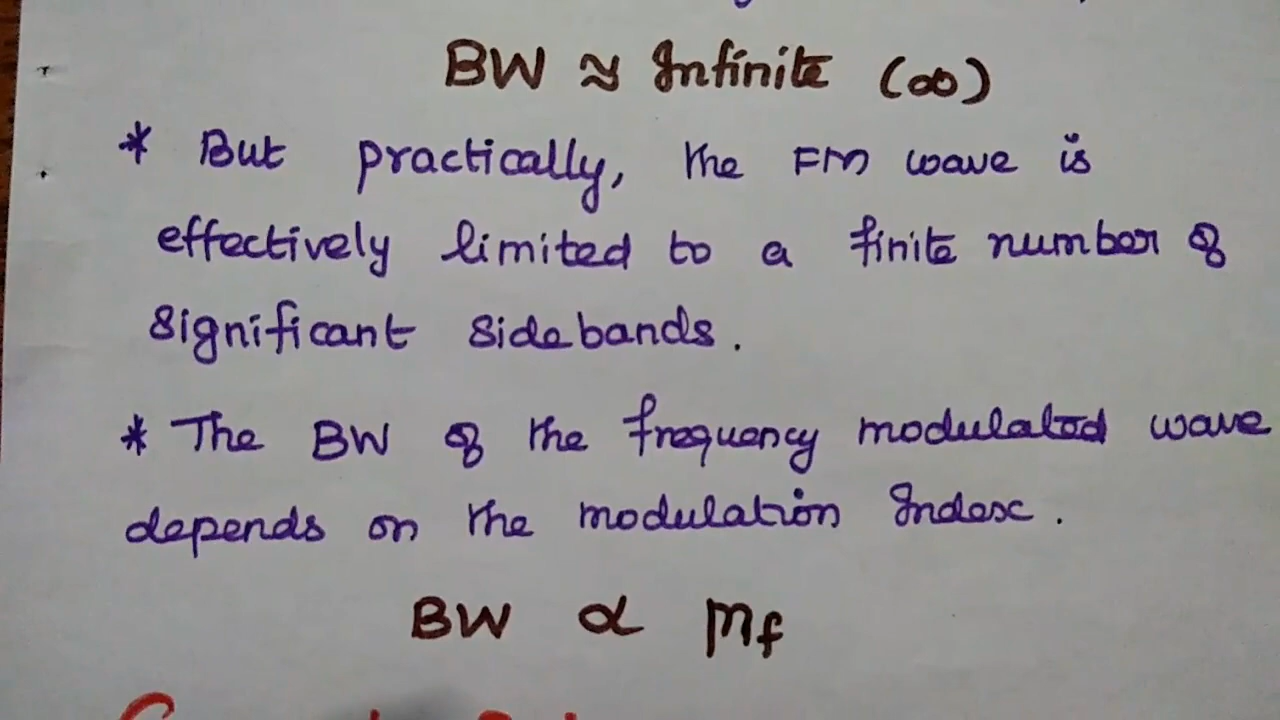 BW ≈ Infinite (∞)
* But practically, the FM wave is
effectively limited to a finite number of
significant sidebands.
* The BW of the frequency modulated wave
depends on the modulation Index.
BW ∝ mf